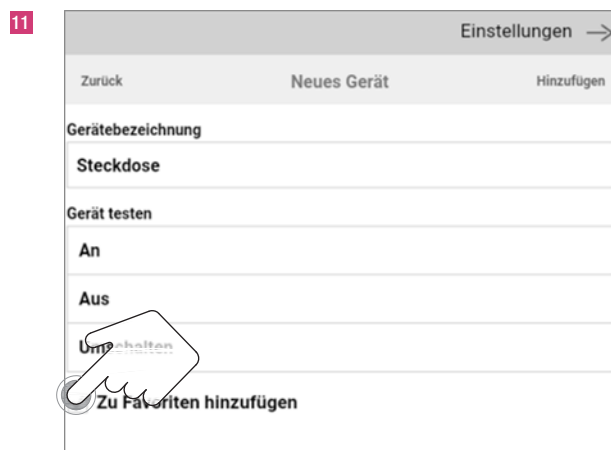 11
Einstellungen →
Zurück Neues Gerät Hinzufügen
Gerätebezeichnung
Steckdose
Gerät testen
An
Aus
Umschalten
Zu Favoriten hinzufügen